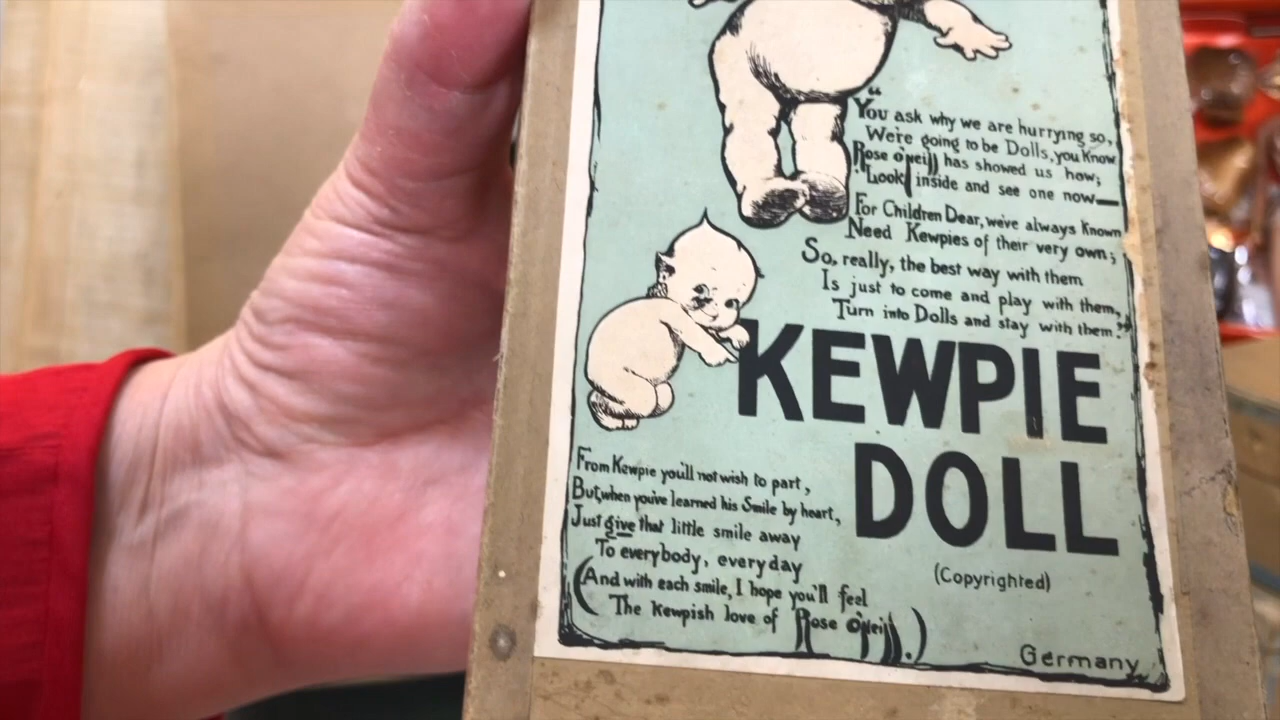 "You ask why we are hurrying so,
We're going to be Dolls, you know
Rose O'Neill has showed us how;
Look inside and see one now—
For Children Dear, we've always known
Need Kewpies of their very own;
So, really, the best way with them
Is just to come and play with them,
Turn into Dolls and stay with them."
KEWPIE
DOLL
(Copyrighted)
From Kewpie you'll not wish to part,
But, when you've learned his Smile by heart,
Just give that little smile away
To everybody, everyday
(And with each smile, I hope you'll feel
The kewpish love of Rose O'Neill.)
Germany